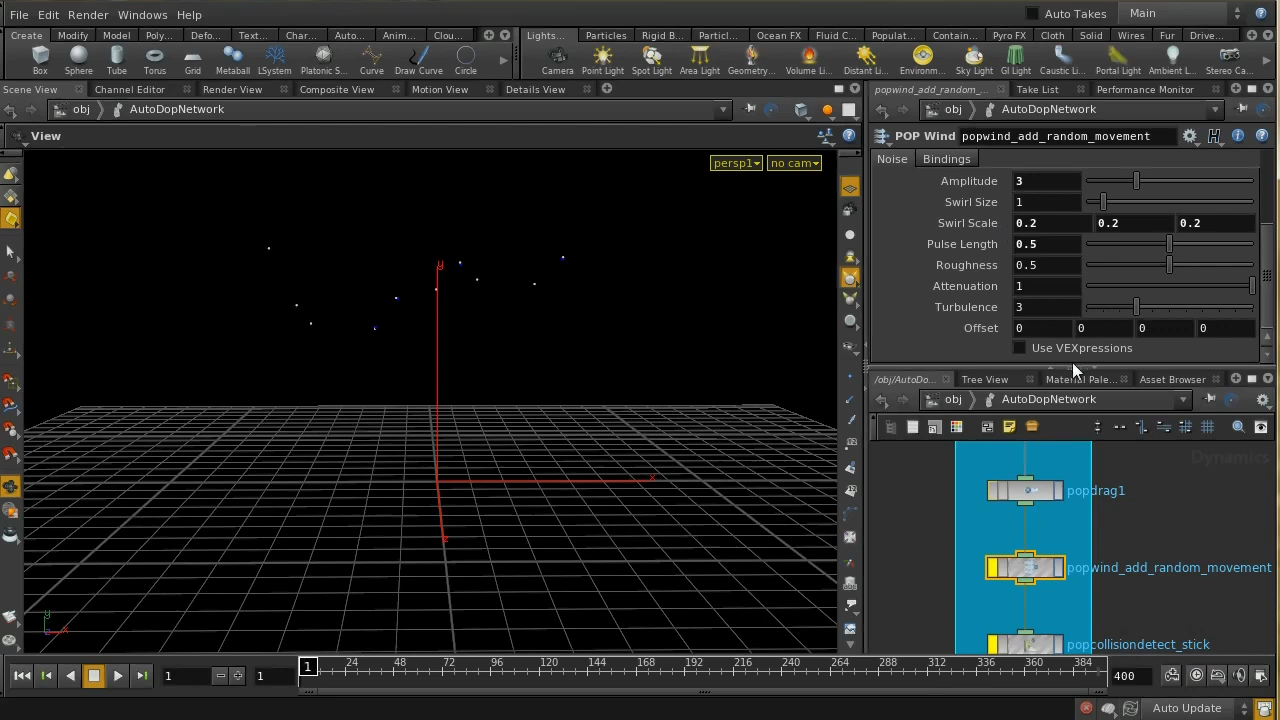 File Edit Render Windows Help Auto Takes Main
Create Modify Model Poly... Defo... Text... Char... Auto... Anim... Clou... Lights... Particles Rigid B... Particl... Ocean FX Fluid C... Populat... Contain... Pyro FX Cloth Solid Wires Fur Drive...
Box Sphere Tube Torus Grid Metaball LSystem Platonic S... Curve Draw Curve Circle Camera Point Light Spot Light Area Light Geometry... Volume Li... Distant Li... Environm... Sky Light GI Light Caustic Li... Portal Light Ambient L... Stereo Ca...
Scene View Channel Editor Render View Composite View Motion View Details View popwind_add_random_... Take List Performance Monitor
obj AutoDopNetwork obj AutoDopNetwork
View POP Wind popwind_add_random_movement
persp1 no cam
Noise Bindings
Amplitude 3
Swirl Size 1
Swirl Scale 0.2 0.2 0.2
Pulse Length 0.5
Roughness 0.5
Attenuation 1
Turbulence 3
Offset 0 0 0 0
Use VEXpressions
/obj/AutoDo... Tree View Material Pale... Asset Browser
obj AutoDopNetwork
Dynamics
popdrag1
popwind_add_random_movement
popcollisiondetect_stick
y
x
z
y
x
z
1 1 1 24 48 72 96 120 144 168 192 216 240 264 288 312 336 360 384 400
Auto Update